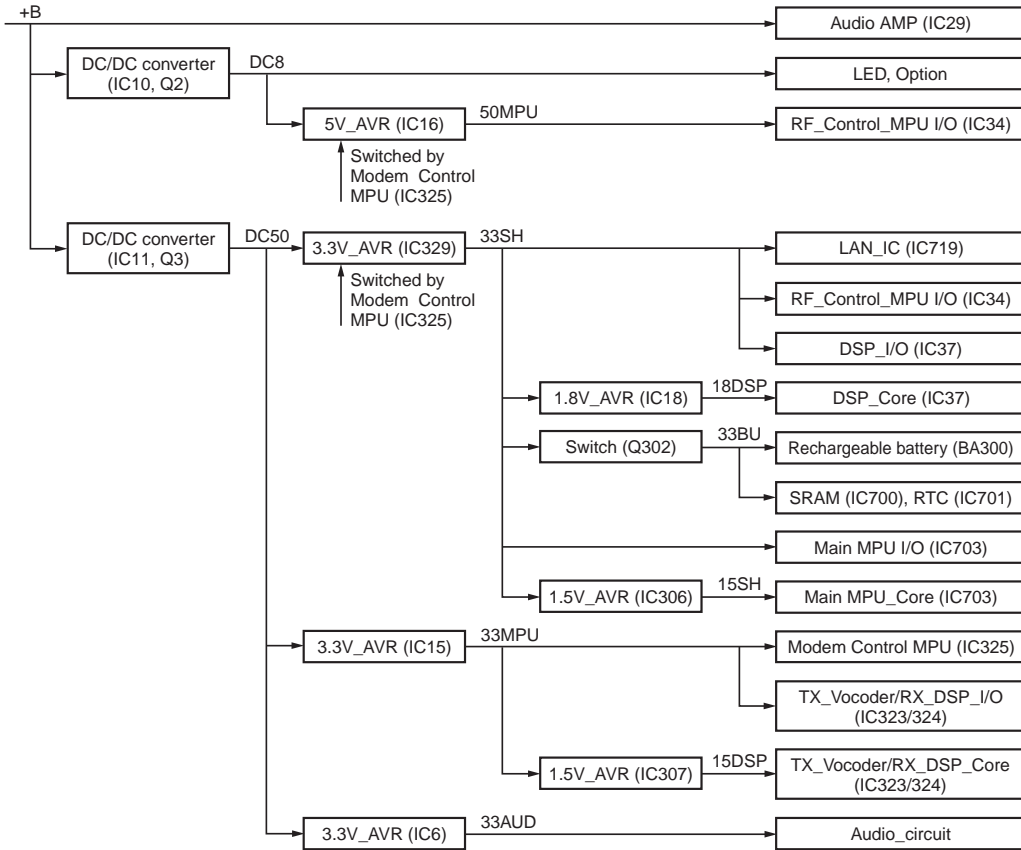 +B
Audio AMP (IC29)
DC/DC converter
(IC10, Q2)
DC8
LED, Option
5V_AVR (IC16)
50MPU
RF_Control_MPU I/O (IC34)
Switched by
Modem Control
MPU (IC325)
DC/DC converter
(IC11, Q3)
DC50
3.3V_AVR (IC329)
33SH
LAN_IC (IC719)
Switched by
Modem Control
MPU (IC325)
RF_Control_MPU I/O (IC34)
DSP_I/O (IC37)
1.8V_AVR (IC18)
18DSP
DSP_Core (IC37)
Switch (Q302)
33BU
Rechargeable battery (BA300)
SRAM (IC700), RTC (IC701)
Main MPU I/O (IC703)
1.5V_AVR (IC306)
15SH
Main MPU_Core (IC703)
3.3V_AVR (IC15)
33MPU
Modem Control MPU (IC325)
TX_Vocoder/RX_DSP_I/O
(IC323/324)
1.5V_AVR (IC307)
15DSP
TX_Vocoder/RX_DSP_Core
(IC323/324)
3.3V_AVR (IC6)
33AUD
Audio_circuit